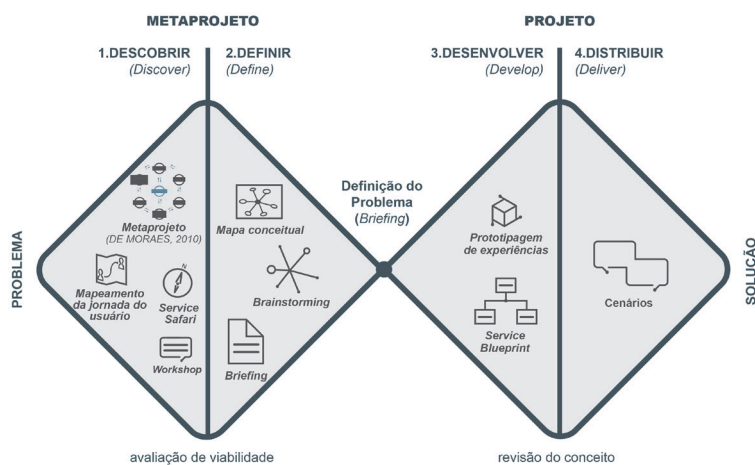 METAPROJETO
PROJETO
1.DESCOBRIR
(Discover)
2.DEFINIR
(Define)
3.DESENVOLVER
(Develop)
4.DISTRIBUIR
(Deliver)
PROBLEMA
Metaprojeto
(DE MORAES, 2010)
Mapeamento
da jornada do
usuário
N
Service
Safari
Workshop
Mapa conceitual
Brainstorming
Briefing
Definição do
Problema
(Briefing)
Prototipagem
de experiências
Service
Blueprint
Cenários
SOLUÇÃO
avaliação de viabilidade
revisão do conceito